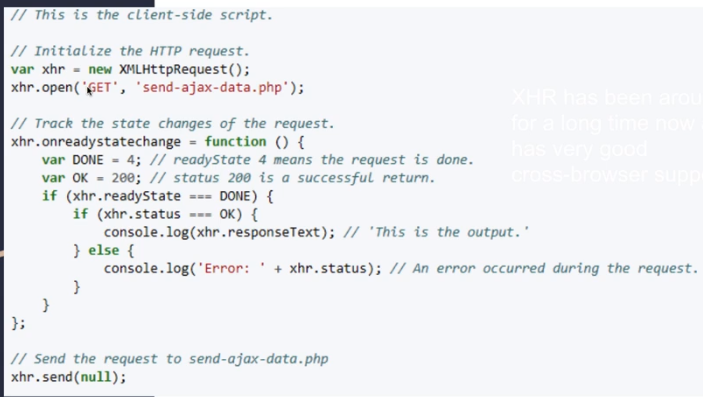 // This is the client-side script.
// Initialize the HTTP request.
var xhr = new XMLHttpRequest();
xhr.open('GET', 'send-ajax-data.php');
// Track the state changes of the request.
xhr.onreadystatechange = function () {
    var DONE = 4; // readyState 4 means the request is done.
    var OK = 200; // status 200 is a successful return.
    if (xhr.readyState === DONE) {
        if (xhr.status === OK) {
            console.log(xhr.responseText); // 'This is the output.'
        } else {
            console.log('Error: ' + xhr.status); // An error occurred during the request.
        }
    }
};
// Send the request to send-ajax-data.php
xhr.send(null);
XHR has been
for a long time now
has very good
cross-browser